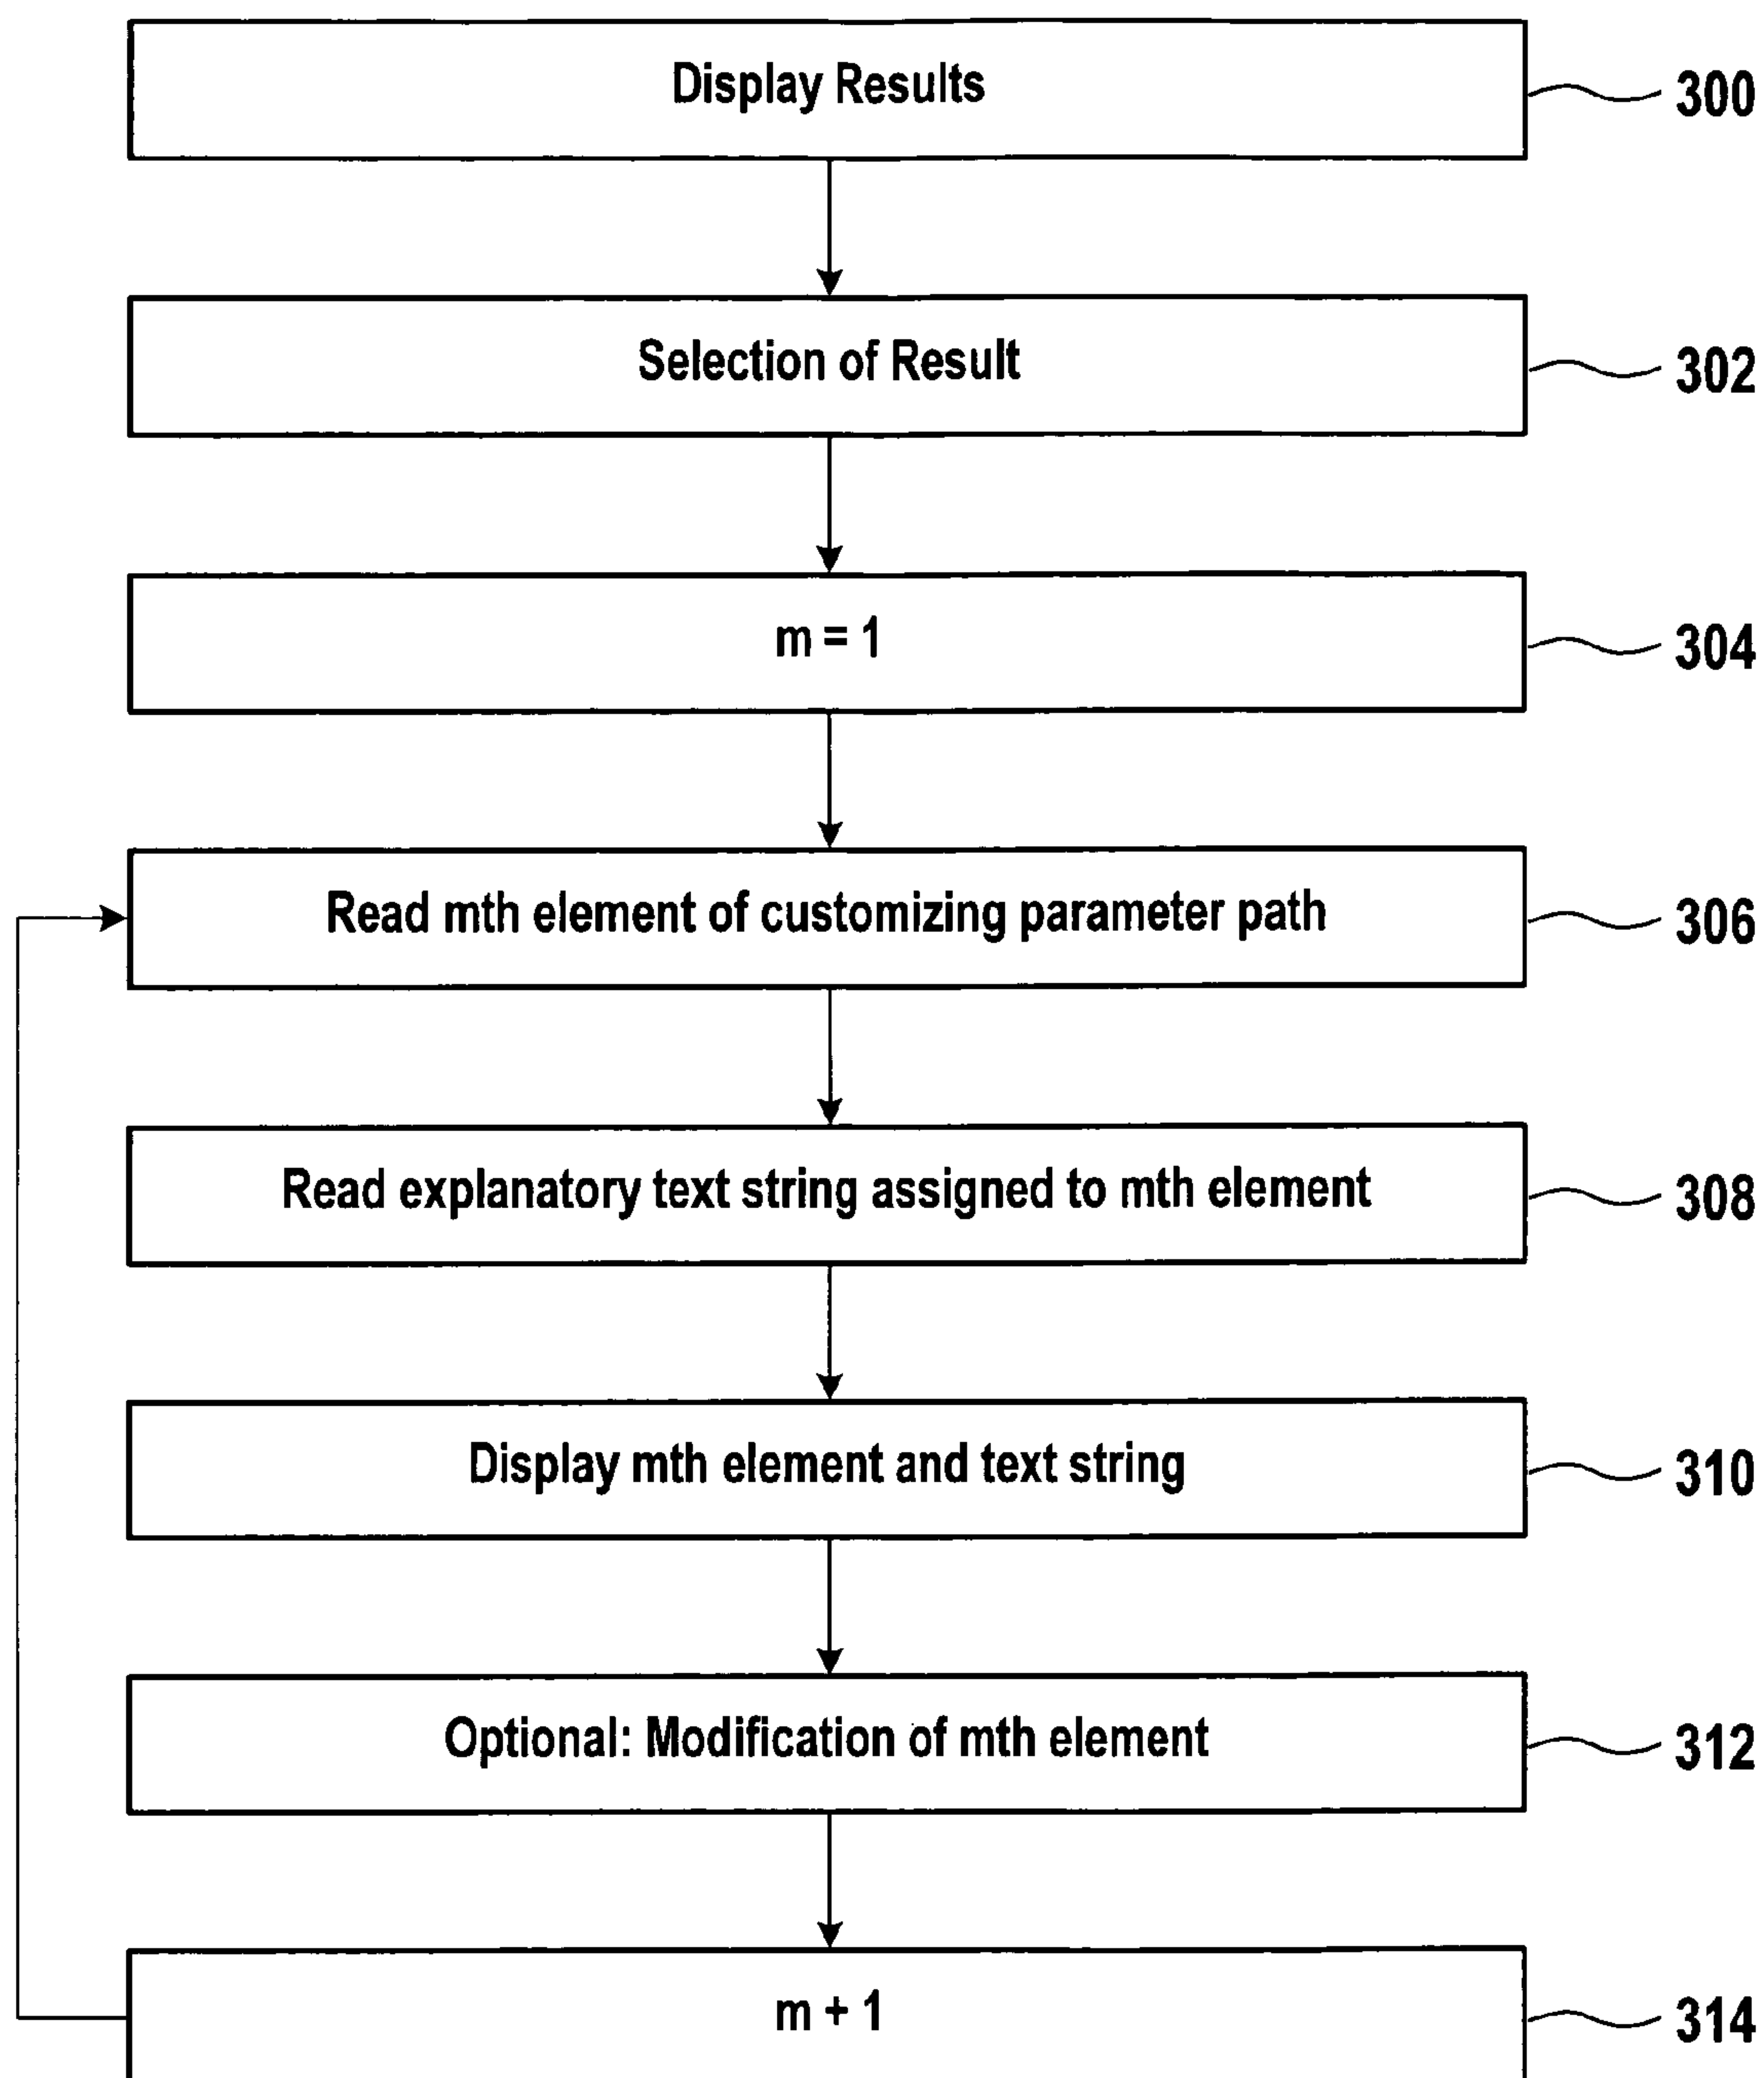 Display Results
300
Selection of Result
302
m = 1
304
Read mth element of customizing parameter path
306
Read explanatory text string assigned to mth element
308
Display mth element and text string
310
Optional: Modification of mth element
312
m + 1
314